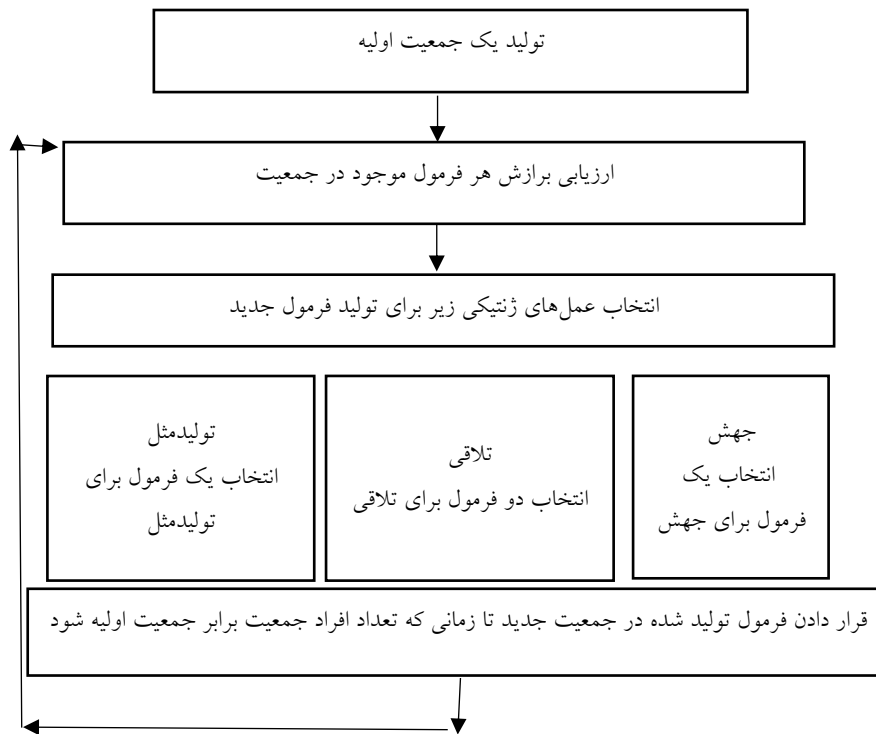 تولید یک جمعیت اولیه
ارزیابی برازش هر فرمول موجود در جمعیت
انتخاب عمل‌های ژنتیکی زیر برای تولید فرمول جدید
جهش
انتخاب یک
فرمول برای جهش
تلاقی
انتخاب دو فرمول برای تلاقی
تولیدمثل
انتخاب یک فرمول برای
تولیدمثل
قرار دادن فرمول تولید شده در جمعیت جدید تا زمانی که تعداد افراد جمعیت برابر جمعیت اولیه شود